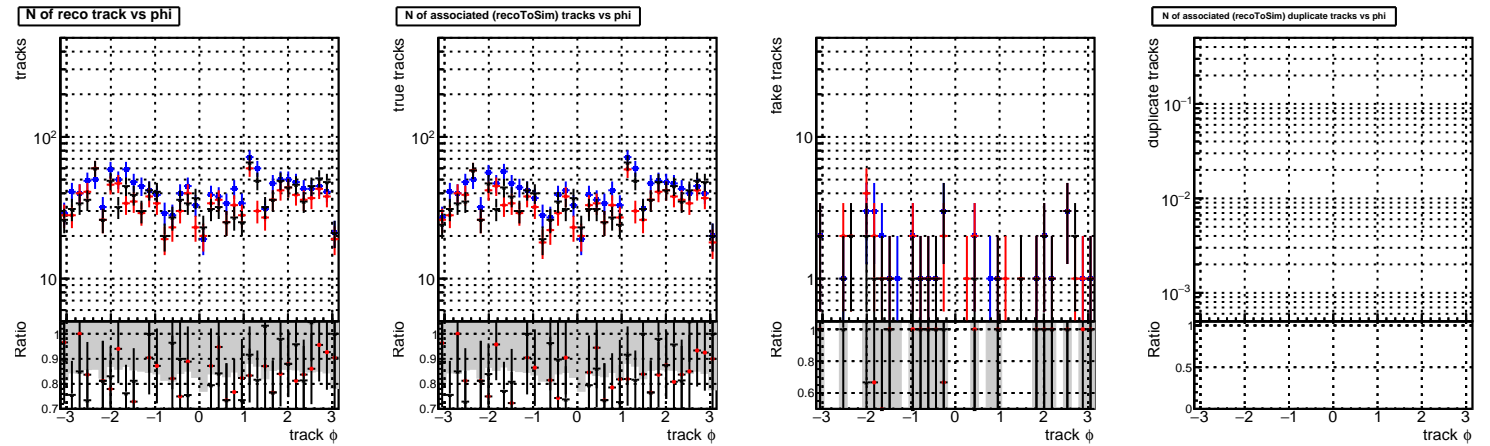 N of reco track vs phi
tracks
10²
10
Ratio
1
0.9
0.8
0.7
−3 −2 −1 0 1 2 3
track ϕ
N of associated (recoToSim) tracks vs phi
true tracks
10²
10
Ratio
1
0.9
0.8
0.7
−3 −2 −1 0 1 2 3
track ϕ
fake tracks
10
1
Ratio
1
0.8
0.6
−3 −2 −1 0 1 2 3
track ϕ
N of associated (recoToSim) duplicate tracks vs phi
duplicate tracks
10⁻¹
10⁻²
10⁻³
Ratio
1
0.5
0
−3 −2 −1 0 1 2 3
track ϕ